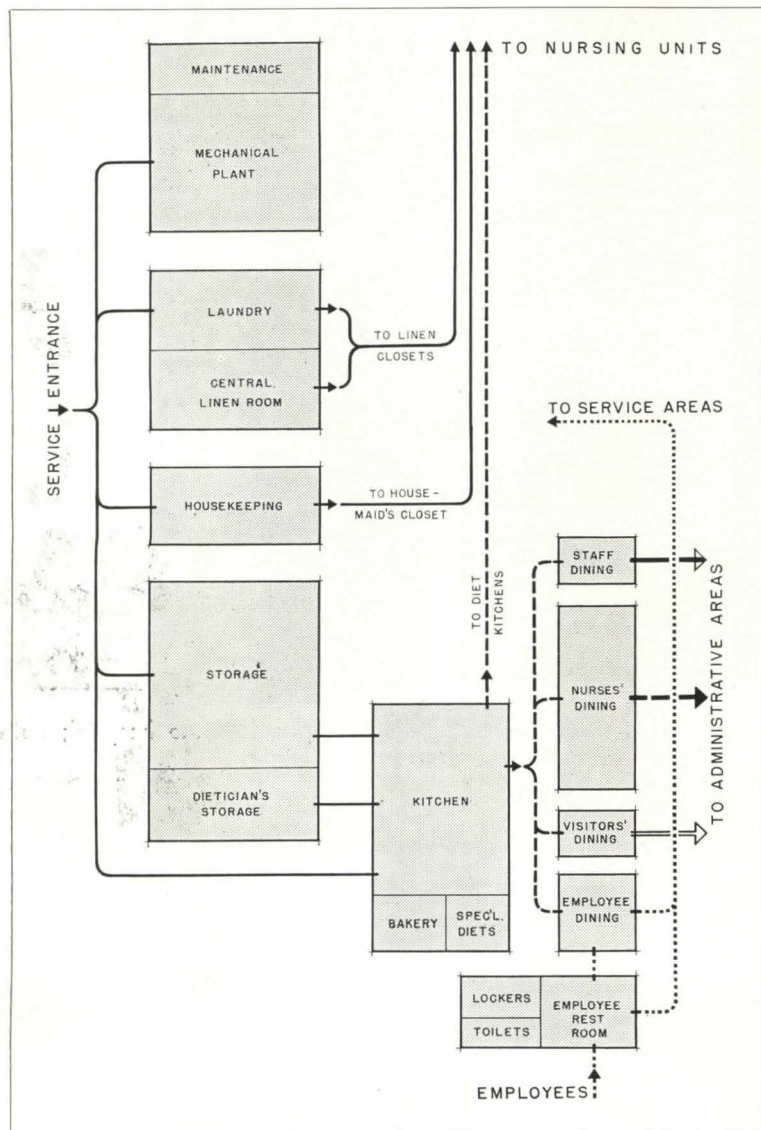 TO NURSING UNITS
MAINTENANCE
MECHANICAL
PLANT
SERVICE ENTRANCE
LAUNDRY
CENTRAL.
LINEN ROOM
TO LINEN
CLOSETS
HOUSEKEEPING
TO HOUSE-
MAID'S CLOSET
TO SERVICE AREAS
STORAGE
DIETICIAN'S
STORAGE
TO DIET
KITCHENS
KITCHEN
BAKERY
SPEC'L.
DIETS
STAFF
DINING
NURSES'
DINING
VISITORS'
DINING
EMPLOYEE
DINING
TO ADMINISTRATIVE AREAS
LOCKERS
TOILETS
EMPLOYEE
REST
ROOM
EMPLOYEES